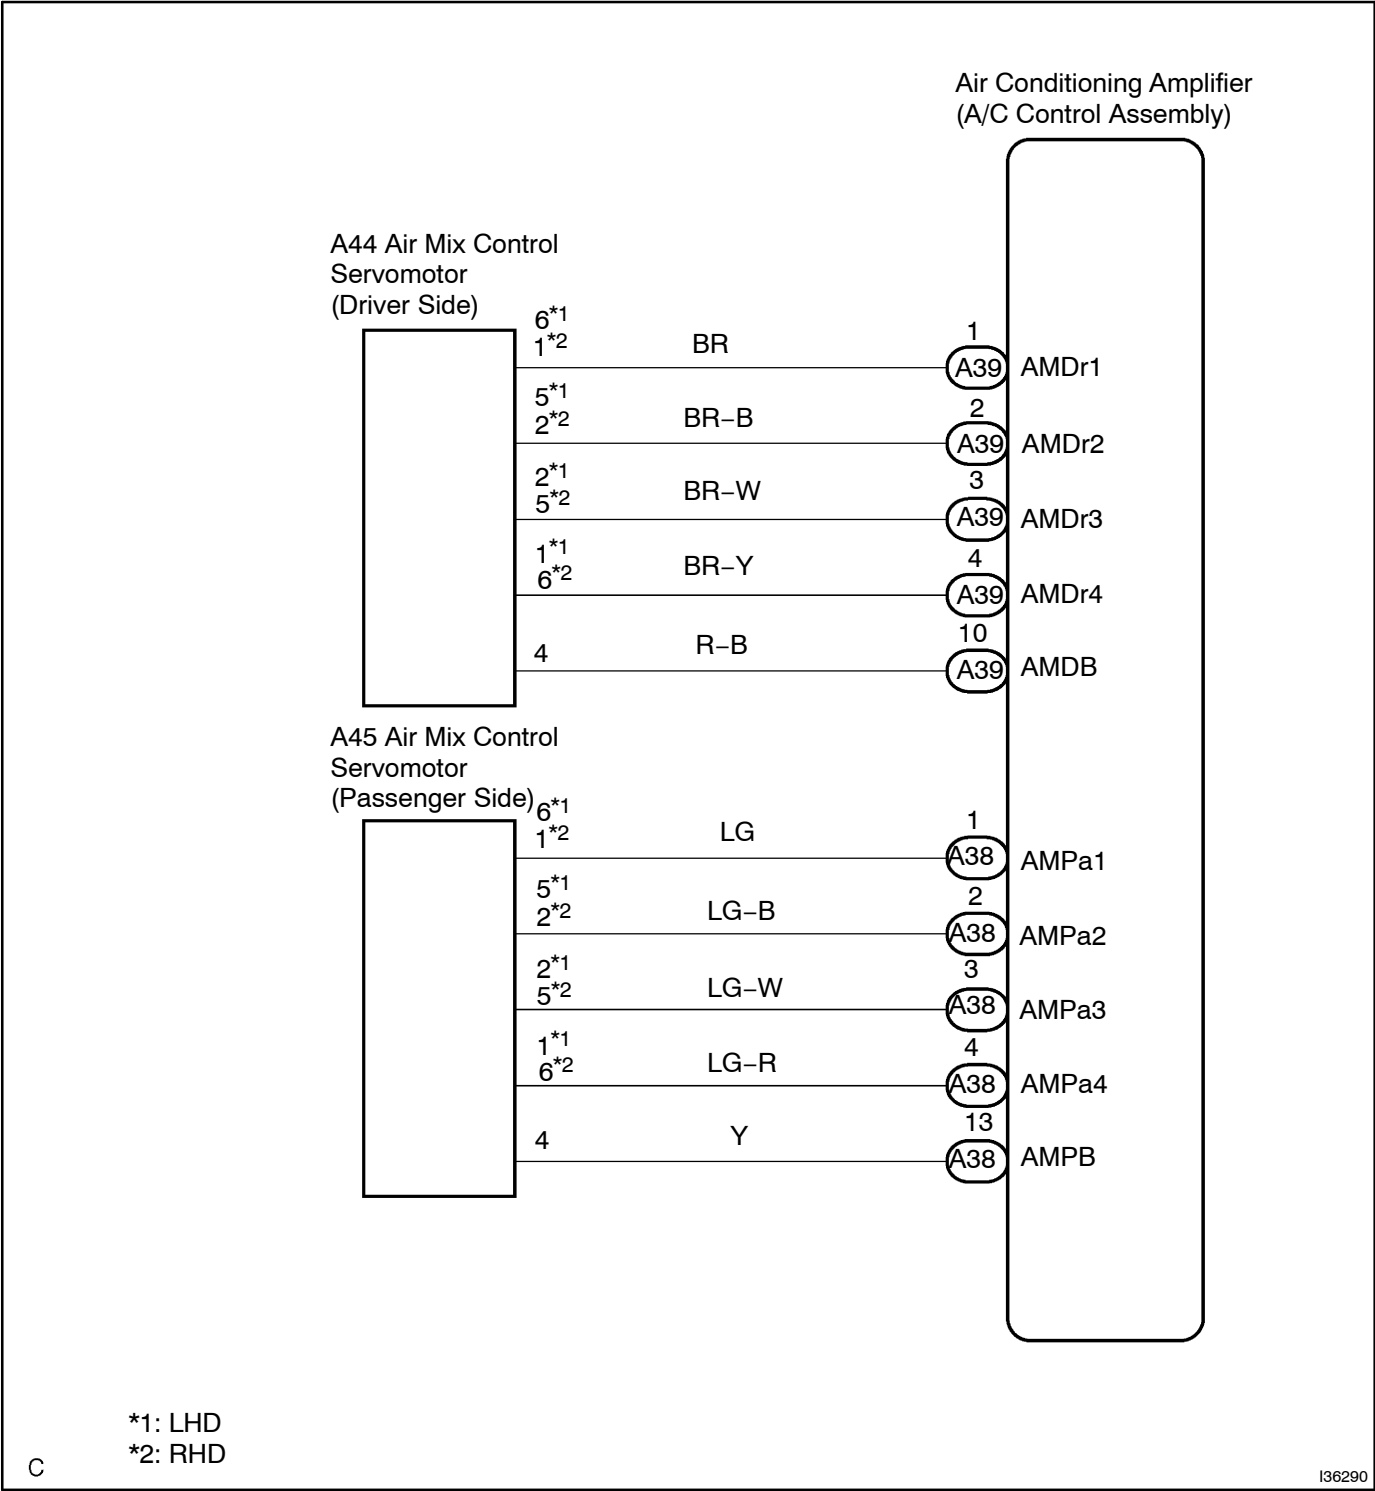 Air Conditioning Amplifier
(A/C Control Assembly)
A44 Air Mix Control
Servomotor
(Driver Side)
6*1
1*2
BR
1
A39
AMDr1
5*1
2*2
BR−B
2
A39
AMDr2
2*1
5*2
BR−W
3
A39
AMDr3
1*1
6*2
BR−Y
4
A39
AMDr4
4
R−B
10
A39
AMDB
A45 Air Mix Control
Servomotor
(Passenger Side)
6*1
1*2
LG
1
A38
AMPa1
5*1
2*2
LG−B
2
A38
AMPa2
2*1
5*2
LG−W
3
A38
AMPa3
1*1
6*2
LG−R
4
A38
AMPa4
4
Y
13
A38
AMPB
*1: LHD
*2: RHD
C
I36290